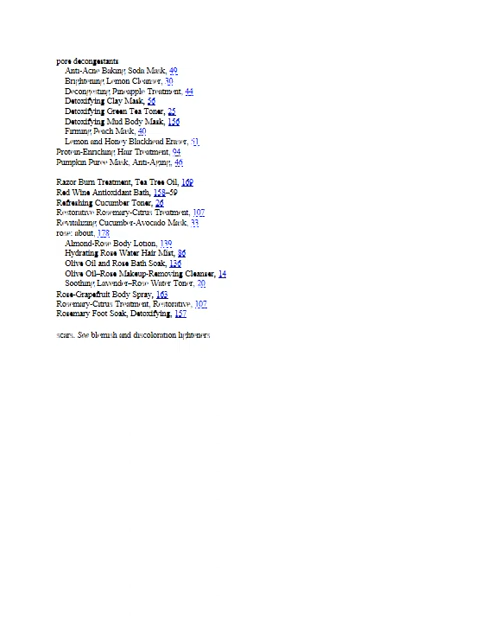 pore decongestants
Anti-Acne Baking Soda Mask, 49
Brightening Lemon Cleanser, 30
Decongesting Pineapple Treatment, 44
Detoxifying Clay Mask, 56
Detoxifying Green Tea Toner, 25
Detoxifying Mud Body Mask, 156
Firming Peach Mask, 40
Lemon and Honey Blackhead Eraser, 51
Protein-Enriching Hair Treatment, 94
Pumpkin Puree Mask, Anti-Aging, 46
Razor Burn Treatment, Tea Tree Oil, 169
Red Wine Antioxidant Bath, 158–59
Refreshing Cucumber Toner, 26
Restorative Rosemary-Citrus Treatment, 107
Revitalizing Cucumber-Avocado Mask, 33
rose: about, 178
Almond-Rose Body Lotion, 139
Hydrating Rose Water Hair Mist, 86
Olive Oil and Rose Bath Soak, 136
Olive Oil–Rose Makeup-Removing Cleanser, 14
Soothing Lavender–Rose Water Toner, 20
Rose-Grapefruit Body Spray, 163
Rosemary-Citrus Treatment, Restorative, 107
Rosemary Foot Soak, Detoxifying, 157
scars. See blemish and discoloration lighteners